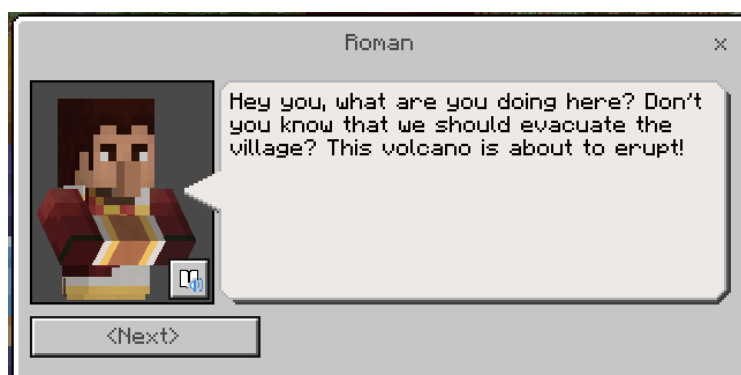 Roman
x
Hey you, what are you doing here? Don't
you know that we should evacuate the
village? This volcano is about to erupt!
<Next>